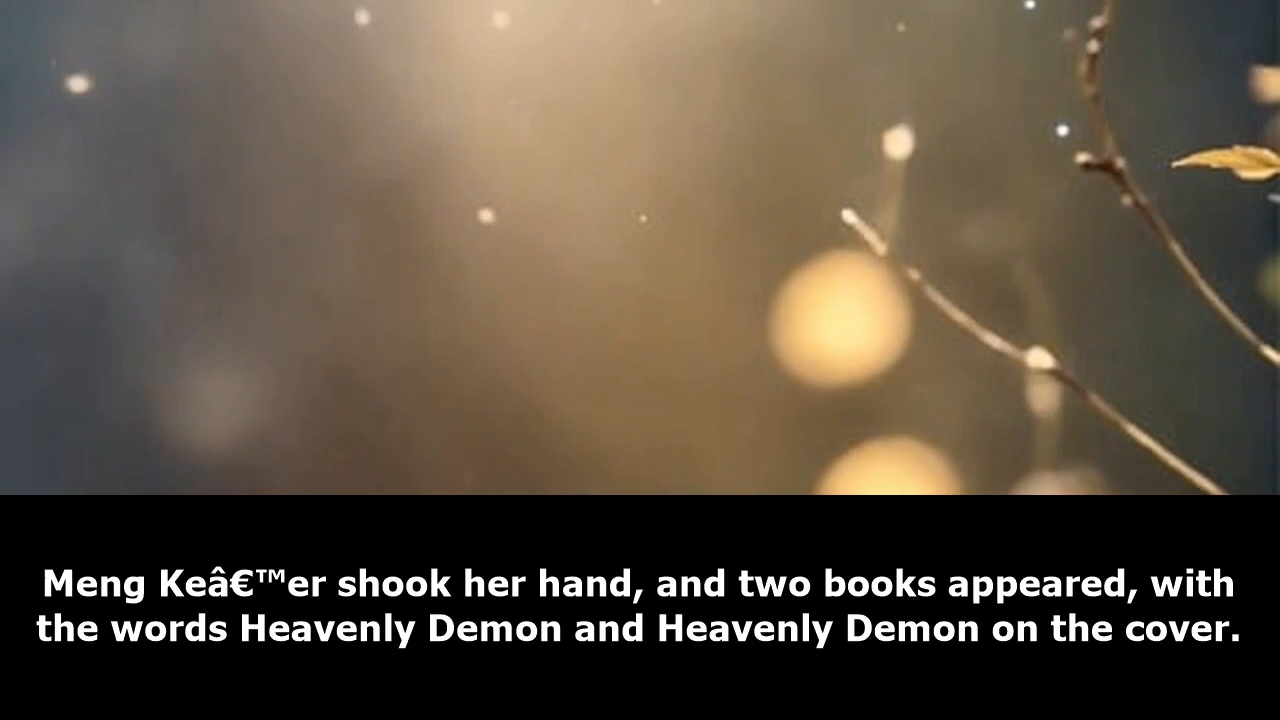 Meng Keâ€™er shook her hand, and two books appeared, with
the words Heavenly Demon and Heavenly Demon on the cover.